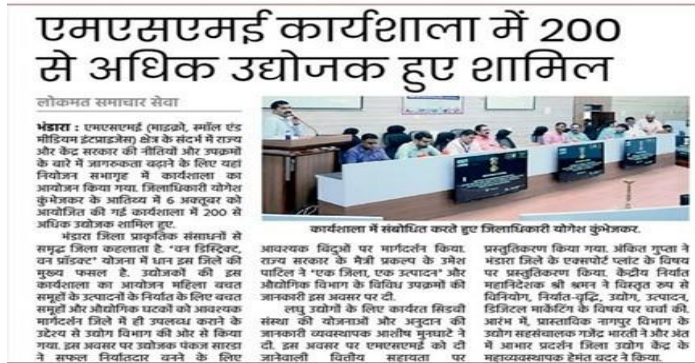 एमएसएमई कार्यशाला में 200
से अधिक उद्योजक हुए शामिल
लोकमत समाचार सेवा
भंडारा : एमएसएमई (माइक्रो, स्मॉल एंड
मीडियम इंटप्राइजेस) क्षेत्र के संदर्भ में राज्य
और केंद्र सरकार की नीतियों और उपक्रमों
के बारे में जागरुकता बढ़ाने के लिए यहां
नियोजन सभागृह में कार्यशाला का
आयोजन किया गया. जिलाधिकारी योगेश
कुंभेजकर के आतिथ्य में 6 अक्तूबर को
आयोजित की गई कार्यशाला में 200 से
अधिक उद्योजक शामिल हुए.
भंडारा जिला प्राकृतिक संसाधनों से
समृद्ध जिला कहलाता है. 'वन डिस्ट्रिक्ट,
वन प्रॉडक्ट' योजना में धान इस जिले की
मुख्य फसल है. उद्योजकों की इस
कार्यशाला का आयोजन महिला बचत
समूहों के उत्पादनों के निर्यात के लिए बचत
समूहों और औद्योगिक घटकों को आवश्यक
मार्गदर्शन जिले में ही उपलब्ध कराने के
उद्देश्य से उद्योग विभाग की ओर से किया
गया. इस अवसर पर उद्योजक पंकज सारडा
ने सफल निर्यातदार बनने के लिए
कार्यशाला में संबोधित करते हुए जिलाधिकारी योगेश कुंभेजकर.
आवश्यक बिंदुओं पर मार्गदर्शन किया.
राज्य सरकार के मैत्री प्रकल्प के उमेश
पाटिल ने 'एक जिला, एक उत्पादन' और
औद्योगिक विभाग के विविध उपक्रमों की
जानकारी इस अवसर पर दी.
लघु उद्योगों के लिए कार्यरत सिडबी
संस्था की योजनाओं और अनुदान की
जानकारी व्यवस्थापक आशीष मुनघाटे ने
दी. इस अवसर पर एमएसएमई को दी
जानेवाली वित्तीय सहायता पर
प्रस्तुतिकरण किया गया. अंकित गुप्ता ने
भंडारा जिले के एक्सपोर्ट प्लांट के विषय
पर प्रस्तुतिकरण किया. केंद्रीय निर्यात
महानिदेशक श्री श्रमन ने विस्तृत रूप से
विनियोग, निर्यात-वृद्धि, उद्योग, उत्पादन,
डिजिटल मार्केटिंग के विषय पर चर्चा की.
आरंभ में, प्रास्ताविक नागपुर विभाग के
उद्योग सहसंचालक गजेंद्र भारती ने और अंत
में आभार प्रदर्शन जिला उद्योग केंद्र के
महाव्यवस्थापक हेमंत बदर ने किया.